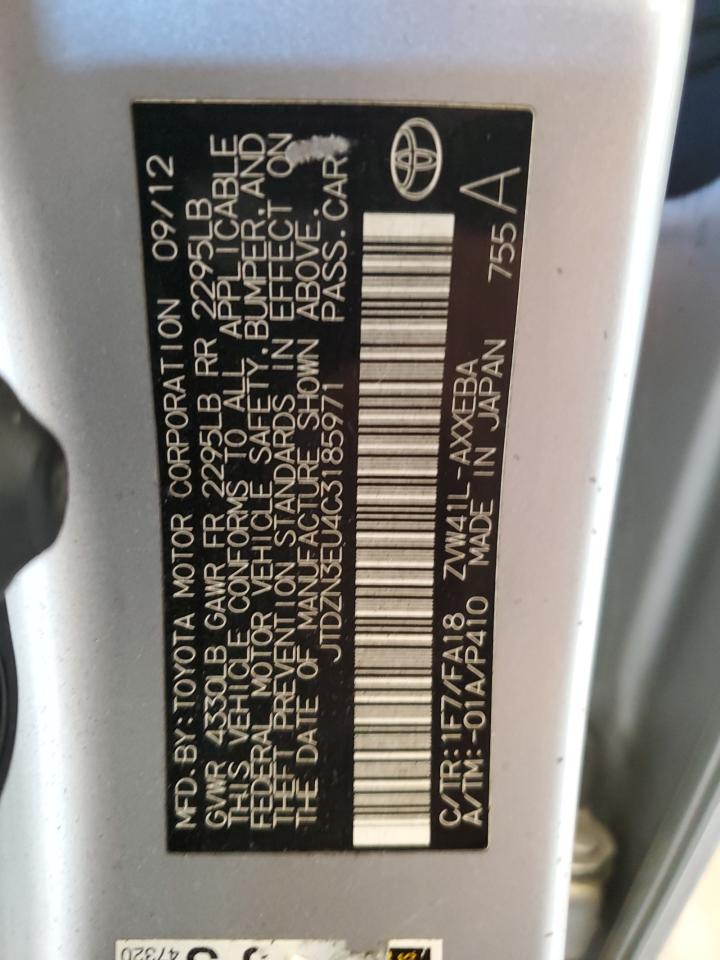 MFD.BY:TOYOTA MOTOR CORPORATION 09/12
GVWR 4330LB GAWR FR 2295LB RR 2295LB
THIS VEHICLE CONFORMS TO ALL APPLICABLE
FEDERAL MOTOR VEHICLE SAFETY,BUMPER,AND
THEFT PREVENTION STANDARDS IN EFFECT ON
THE DATE OF MANUFACTURE SHOWN ABOVE.
JTDZN3EU4C3185971 PASS.CAR
C/TR:1F7/FA18 ZVW41L-AXXEBA
A/TM:-01A/P410 MADE IN JAPAN 755 A
47320